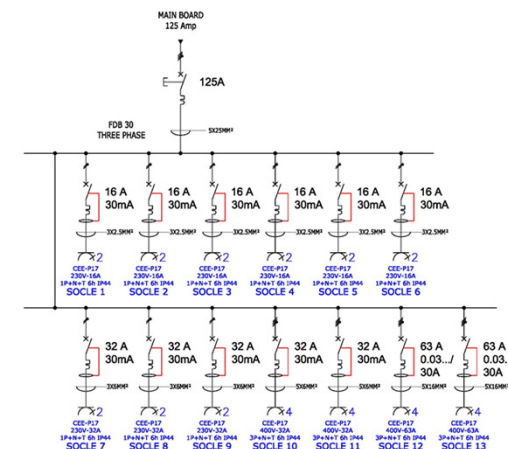 MAIN BOARD
125 Amp
125A
FDB 30
THREE PHASE
5X25MM²
16 A 16 A 16 A 16 A 16 A 16 A
30mA 30mA 30mA 30mA 30mA 30mA
3X2.5MM² 3X2.5MM² 3X2.5MM² 3X2.5MM² 3X2.5MM² 3X2.5MM²
2 2 2 2 2 2
CEE-P17 CEE-P17 CEE-P17 CEE-P17 CEE-P17 CEE-P17
230V-16A 230V-16A 230V-16A 230V-16A 230V-16A 230V-16A
1P+N+T 6h IP44 1P+N+T 6h IP44 1P+N+T 6h IP44 1P+N+T 6h IP44 1P+N+T 6h IP44 1P+N+T 6h IP44
SOCLE 1 SOCLE 2 SOCLE 3 SOCLE 4 SOCLE 5 SOCLE 6
32 A 32 A 32 A 32 A 32 A 63 A 63 A
30mA 30mA 30mA 30mA 30mA 0.03.../ 0.03.
30A 30A
3X6MM² 3X6MM² 3X6MM² 5X6MM² 5X6MM² 5X16MM² 5X16MM²
2 2 2 4 4 4 4
CEE-P17 CEE-P17 CEE-P17 CEE-P17 CEE-P17 CEE-P17 CEE-P17
230V-32A 230V-32A 230V-32A 400V-32A 400V-32A 400V-63A 400V-63A
1P+N+T 6h IP44 1P+N+T 6h IP44 1P+N+T 6h IP44 3P+N+T 6h IP44 3P+N+T 6h IP44 3P+N+T 6h IP44 3P+N+T 6h IP44
SOCLE 7 SOCLE 8 SOCLE 9 SOCLE 10 SOCLE 11 SOCLE 12 SOCLE 13